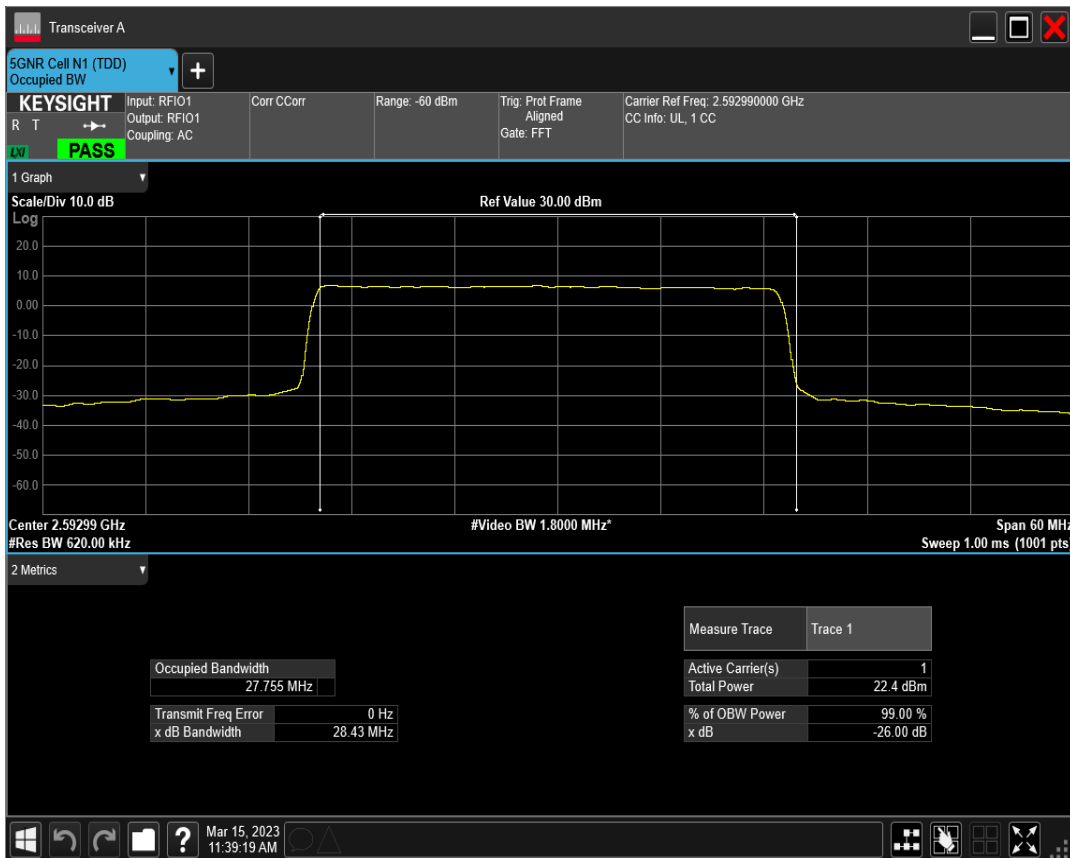 Transceiver A
5GNR Cell N1 (TDD)
Occupied BW
KEYSIGHT
R T
LXI
PASS
Input: RFIO1
Output: RFIO1
Coupling: AC
Corr CCorr
Range: -60 dBm
Trig: Prot Frame
Aligned
Gate: FFT
Carrier Ref Freq: 2.592990000 GHz
CC Info: UL, 1 CC
1 Graph
Scale/Div 10.0 dB
Ref Value 30.00 dBm
Log
20.0
10.0
0.00
-10.0
-20.0
-30.0
-40.0
-50.0
-60.0
Center 2.59299 GHz
#Video BW 1.8000 MHz*
Span 60 MHz
#Res BW 620.00 kHz
Sweep 1.00 ms (1001 pts)
2 Metrics
Measure Trace Trace 1
Occupied Bandwidth
27.755 MHz
Active Carrier(s) 1
Total Power 22.4 dBm
Transmit Freq Error 0 Hz
x dB Bandwidth 28.43 MHz
% of OBW Power 99.00 %
x dB -26.00 dB
?
Mar 15, 2023
11:39:19 AM